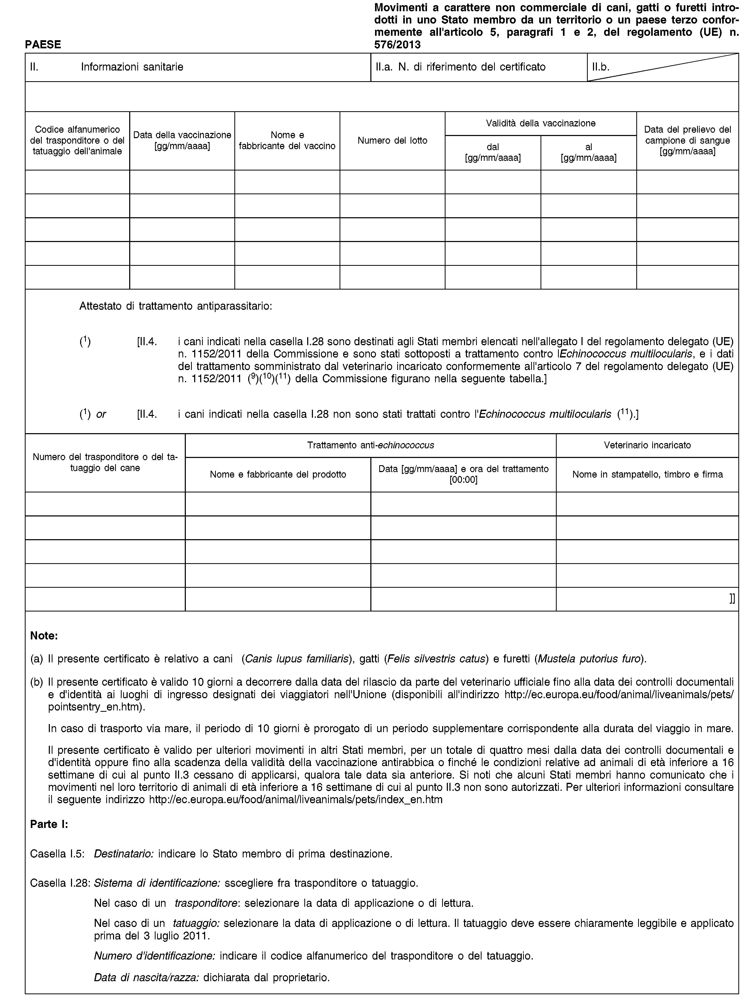 Movimenti a carattere non commerciale di cani, gatti o furetti intro-
dotti in uno Stato membro da un territorio o un paese terzo confor-
memente all'articolo 5, paragrafi 1 e 2, del regolamento (UE) n.
PAESE 576/2013
II. Informazioni sanitarie II.a. N. di riferimento del certificato II.b.
Codice alfanumerico
del trasponditore o del
tatuaggio dell'animale
Data della vaccinazione
[gg/mm/aaaa]
Nome e
fabbricante del vaccino
Numero del lotto
Validità della vaccinazione
dal
[gg/mm/aaaa]
al
[gg/mm/aaaa]
Data del prelievo del
campione di sangue
[gg/mm/aaaa]
Attestato di trattamento antiparassitario:
(1) [II.4. i cani indicati nella casella I.28 sono destinati agli Stati membri elencati nell'allegato I del regolamento delegato (UE)
n. 1152/2011 della Commissione e sono stati sottoposti a trattamento contro lEchinococcus multilocularis, e i dati
del trattamento somministrato dal veterinario incaricato conformemente all'articolo 7 del regolamento delegato (UE)
n. 1152/2011 (9)(10)(11) della Commissione figurano nella seguente tabella.]
(1) or [II.4. i cani indicati nella casella I.28 non sono stati trattati contro l'Echinococcus multilocularis (11).]
Numero del trasponditore o del ta-
tuaggio del cane
Trattamento anti-echinococcus
Nome e fabbricante del prodotto
Data [gg/mm/aaaa] e ora del trattamento
[00:00]
Veterinario incaricato
Nome in stampatello, timbro e firma
]]
Note:
(a) Il presente certificato è relativo a cani (Canis lupus familiaris), gatti (Felis silvestris catus) e furetti (Mustela putorius furo).
(b) Il presente certificato è valido 10 giorni a decorrere dalla data del rilascio da parte del veterinario ufficiale fino alla data dei controlli documentali
e d'identità ai luoghi di ingresso designati dei viaggiatori nell'Unione (disponibili all'indirizzo http://ec.europa.eu/food/animal/liveanimals/pets/
pointsentry_en.htm).
In caso di trasporto via mare, il periodo di 10 giorni è prorogato di un periodo supplementare corrispondente alla durata del viaggio in mare.
Il presente certificato è valido per ulteriori movimenti in altri Stati membri, per un totale di quattro mesi dalla data dei controlli documentali e
d'identità oppure fino alla scadenza della validità della vaccinazione antirabbica o finché le condizioni relative ad animali di età inferiore a 16
settimane di cui al punto II.3 cessano di applicarsi, qualora tale data sia anteriore. Si noti che alcuni Stati membri hanno comunicato che i
movimenti nel loro territorio di animali di età inferiore a 16 settimane di cui al punto II.3 non sono autorizzati. Per ulteriori informazioni consultare
il seguente indirizzo http://ec.europa.eu/food/animal/liveanimals/pets/index_en.htm
Parte I:
Casella I.5: Destinatario: indicare lo Stato membro di prima destinazione.
Casella I.28: Sistema di identificazione: sscegliere fra trasponditore o tatuaggio.
Nel caso di un trasponditore: selezionare la data di applicazione o di lettura.
Nel caso di un tatuaggio: selezionare la data di applicazione o di lettura. Il tatuaggio deve essere chiaramente leggibile e applicato
prima del 3 luglio 2011.
Numero d'identificazione: indicare il codice alfanumerico del trasponditore o del tatuaggio.
Data di nascita/razza: dichiarata dal proprietario.